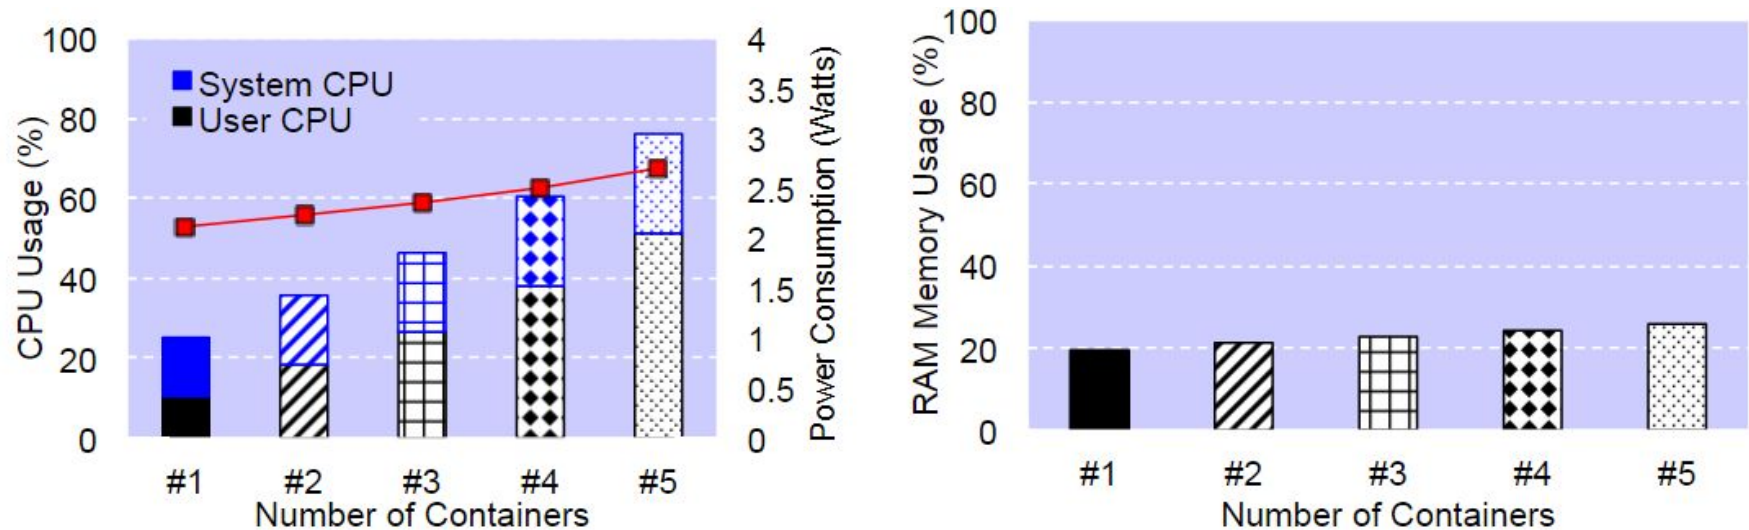 100
80
60
40
20
0
CPU Usage (%)
System CPU
User CPU
4
3.5
3
2.5
2
1.5
1
0.5
0
Power Consumption (Watts)
#1 #2 #3 #4 #5
Number of Containers
100
80
60
40
20
0
RAM Memory Usage (%)
#1 #2 #3 #4 #5
Number of Containers